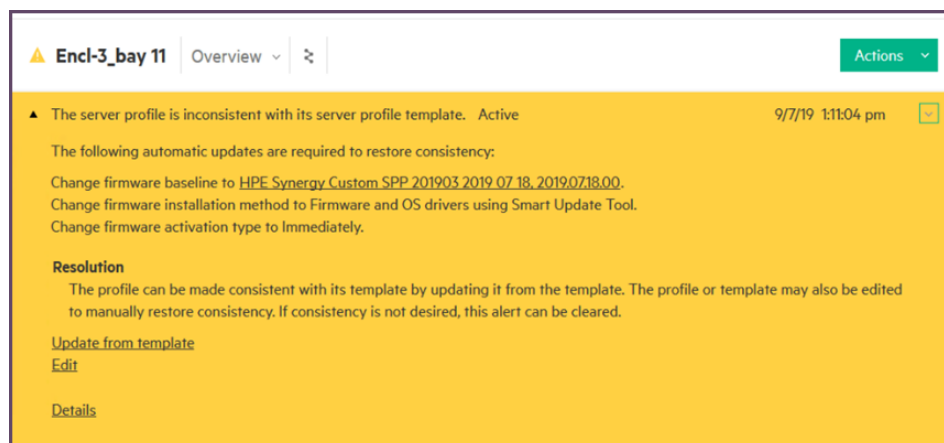 Encl-3_bay 11 Overview Actions
The server profile is inconsistent with its server profile template. Active 9/7/19 1:11:04 pm
The following automatic updates are required to restore consistency:
Change firmware baseline to HPE Synergy Custom SPP 201903 2019 07 18, 2019.07.18.00.
Change firmware installation method to Firmware and OS drivers using Smart Update Tool.
Change firmware activation type to Immediately.
Resolution
The profile can be made consistent with its template by updating it from the template. The profile or template may also be edited
to manually restore consistency. If consistency is not desired, this alert can be cleared.
Update from template
Edit
Details